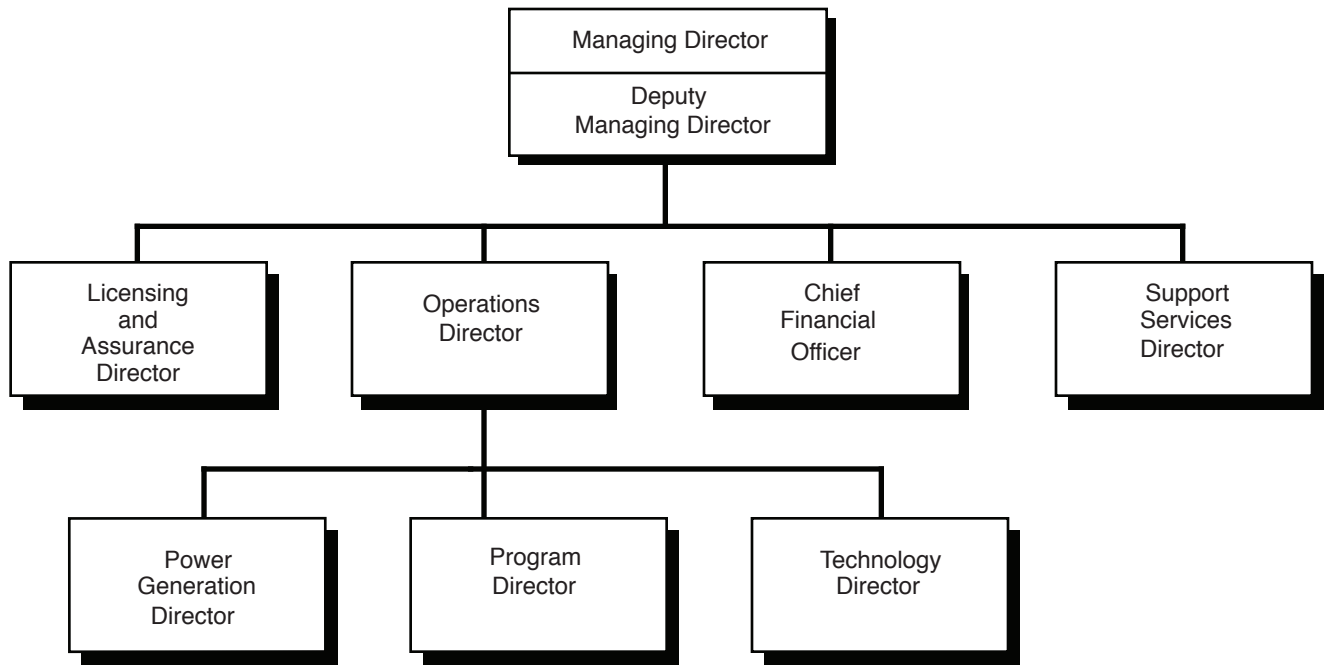 Managing Director
Deputy
Managing Director
Licensing
and
Assurance
Director
Operations
Director
Chief
Financial
Officer
Support
Services
Director
Power
Generation
Director
Program
Director
Technology
Director